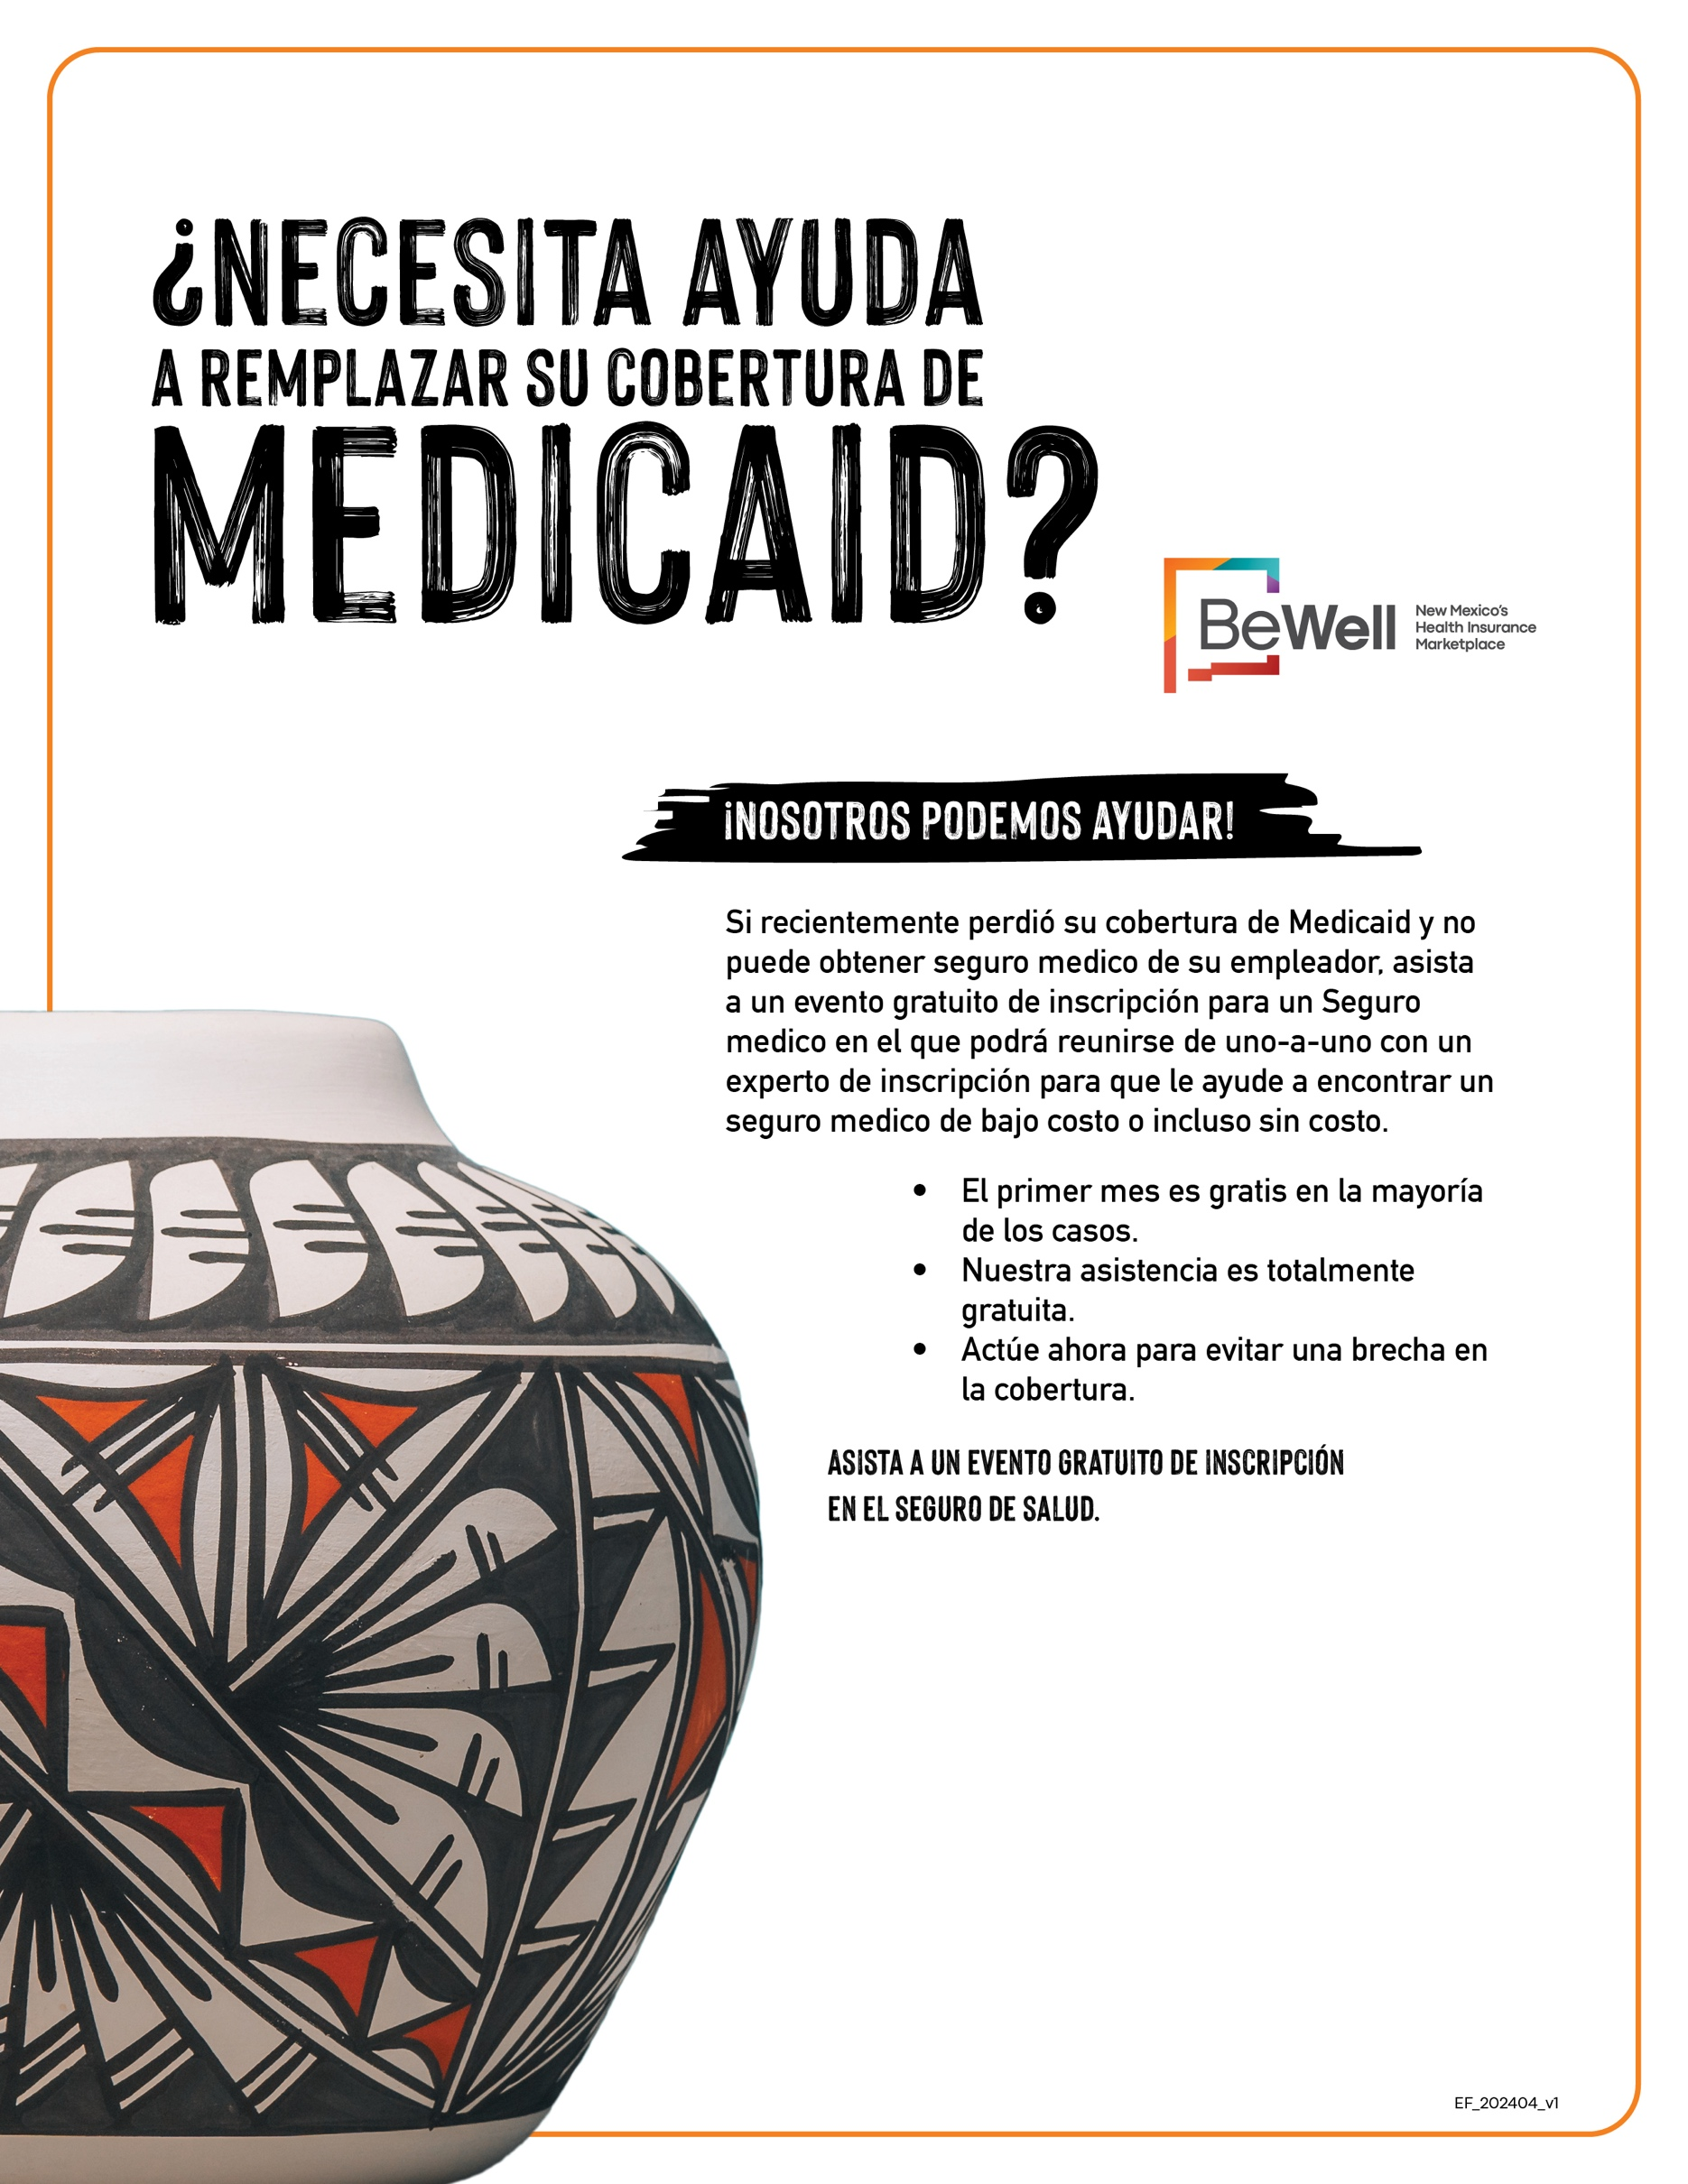 ¿NECESITA AYUDA
A REMPLAZAR SU COBERTURA DE
MEDICAID?
BeWell
New Mexico's
Health Insurance
Marketplace
¡NOSOTROS PODEMOS AYUDAR!
Si recientemente perdió su cobertura de Medicaid y no
puede obtener seguro medico de su empleador, asista
a un evento gratuito de inscripción para un Seguro
medico en el que podrá reunirse de uno-a-uno con un
experto de inscripción para que le ayude a encontrar un
seguro medico de bajo costo o incluso sin costo.
• El primer mes es gratis en la mayoría
de los casos.
• Nuestra asistencia es totalmente
gratuita.
• Actúe ahora para evitar una brecha en
la cobertura.
ASISTA A UN EVENTO GRATUITO DE INSCRIPCIÓN
EN EL SEGURO DE SALUD.
EF_202404_v1